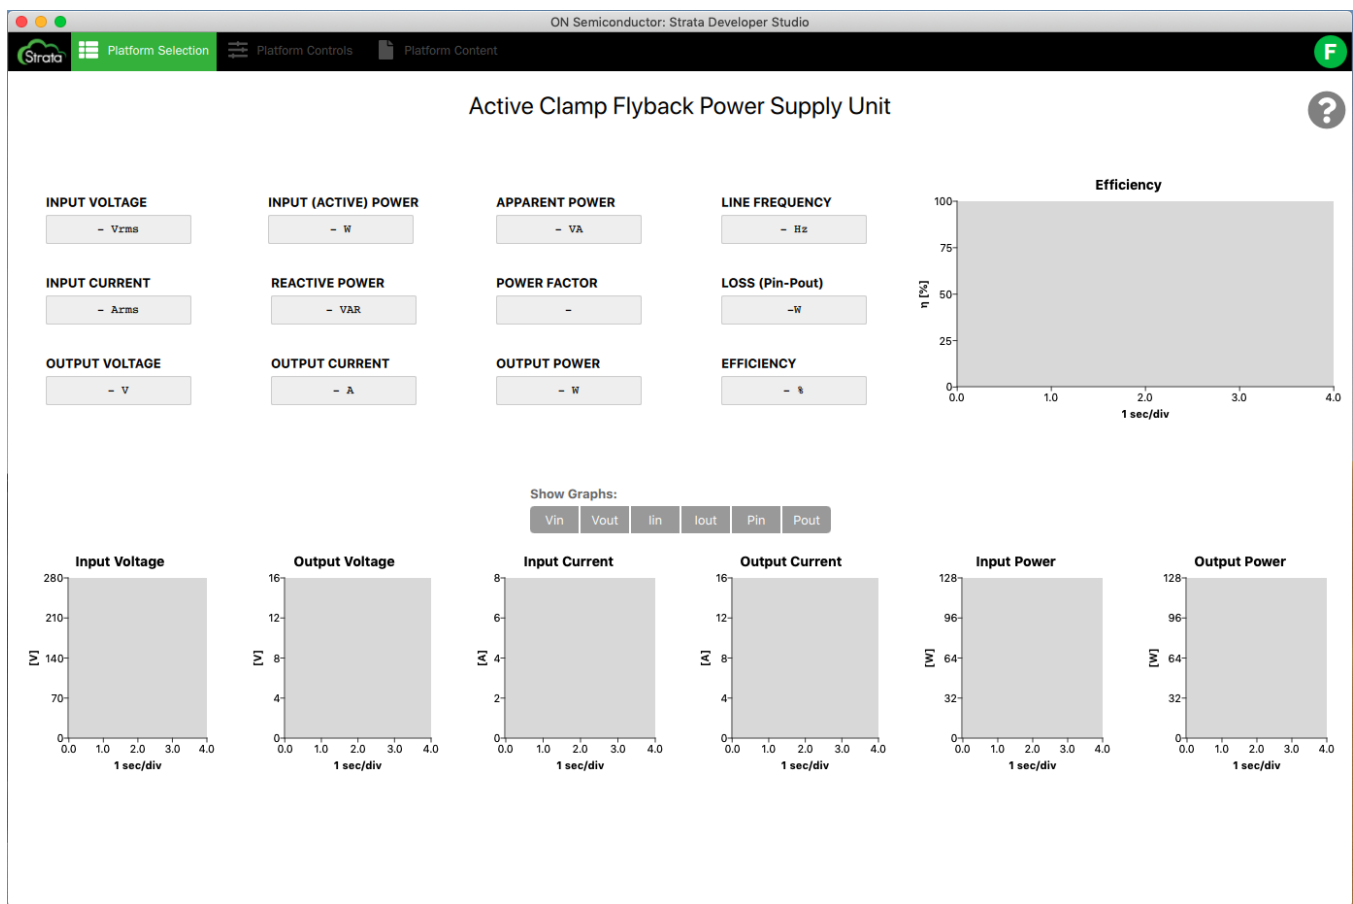 ON Semiconductor: Strata Developer Studio
Strata
Platform Selection
Platform Controls
Platform Content
F
Active Clamp Flyback Power Supply Unit
?
INPUT VOLTAGE
- Vrms
INPUT (ACTIVE) POWER
- W
APPARENT POWER
- VA
LINE FREQUENCY
- Hz
INPUT CURRENT
- Arms
REACTIVE POWER
- VAR
POWER FACTOR
-
LOSS (Pin-Pout)
-W
OUTPUT VOLTAGE
- V
OUTPUT CURRENT
- A
OUTPUT POWER
- W
EFFICIENCY
- %
Efficiency
η [%]
100
75
50
25
0
0.0 1.0 2.0 3.0 4.0
1 sec/div
Show Graphs:
Vin Vout Iin Iout Pin Pout
Input Voltage
[V]
280
210
140
70
0
0.0 1.0 2.0 3.0 4.0
1 sec/div
Output Voltage
[V]
16
12
8
4
0
0.0 1.0 2.0 3.0 4.0
1 sec/div
Input Current
[A]
8
6
4
2
0
0.0 1.0 2.0 3.0 4.0
1 sec/div
Output Current
[A]
16
12
8
4
0
0.0 1.0 2.0 3.0 4.0
1 sec/div
Input Power
[W]
128
96
64
32
0
0.0 1.0 2.0 3.0 4.0
1 sec/div
Output Power
[W]
128
96
64
32
0
0.0 1.0 2.0 3.0 4.0
1 sec/div